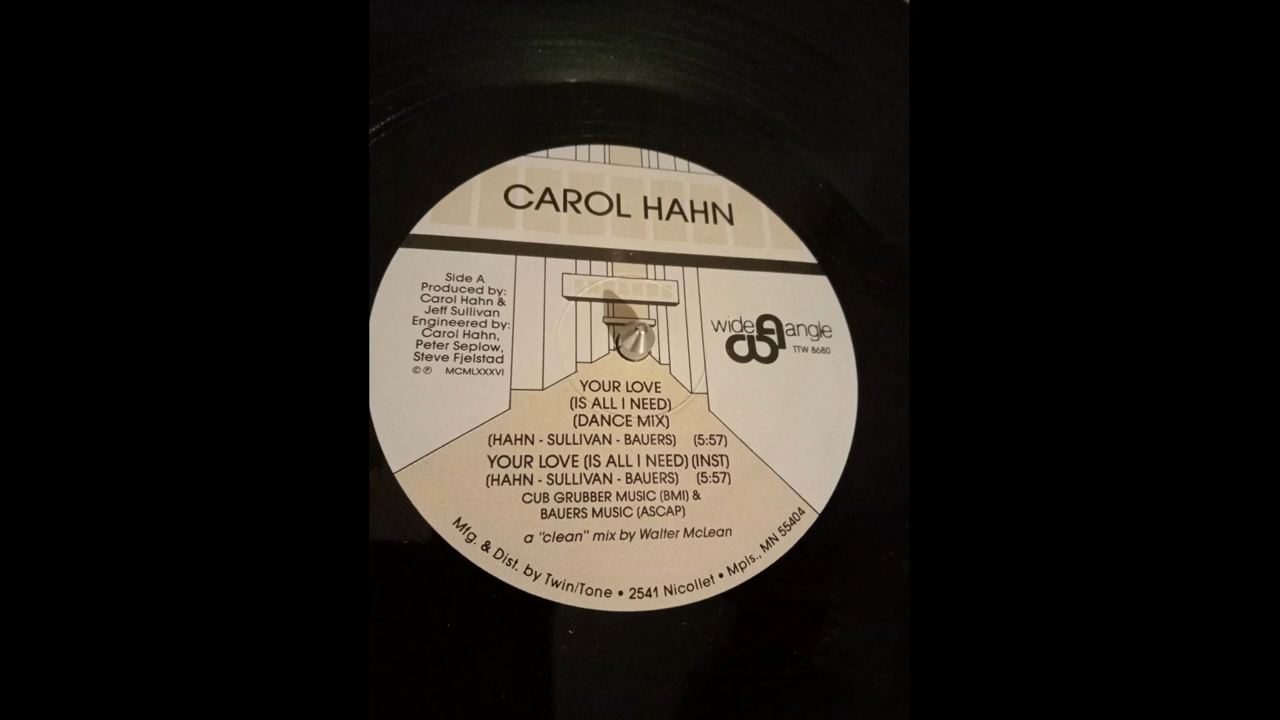 CAROL HAHN
Side A
Produced by:
Carol Hahn &
Jeff Sullivan
Engineered by:
Carol Hahn,
Peter Seplow,
Steve Fjelstad
©℗ MCMLXXXVI
wide angle
TTW 8680
YOUR LOVE
(IS ALL I NEED)
(DANCE MIX)
(HAHN - SULLIVAN - BAUERS) (5:57)
YOUR LOVE (IS ALL I NEED) (INST)
(HAHN - SULLIVAN - BAUERS) (5:57)
CUB GRUBBER MUSIC (BMI) &
BAUERS MUSIC (ASCAP)
a "clean" mix by Walter McLean
Mfg. & Dist. by Twin/Tone • 2541 Nicollet • Mpls., MN 55404